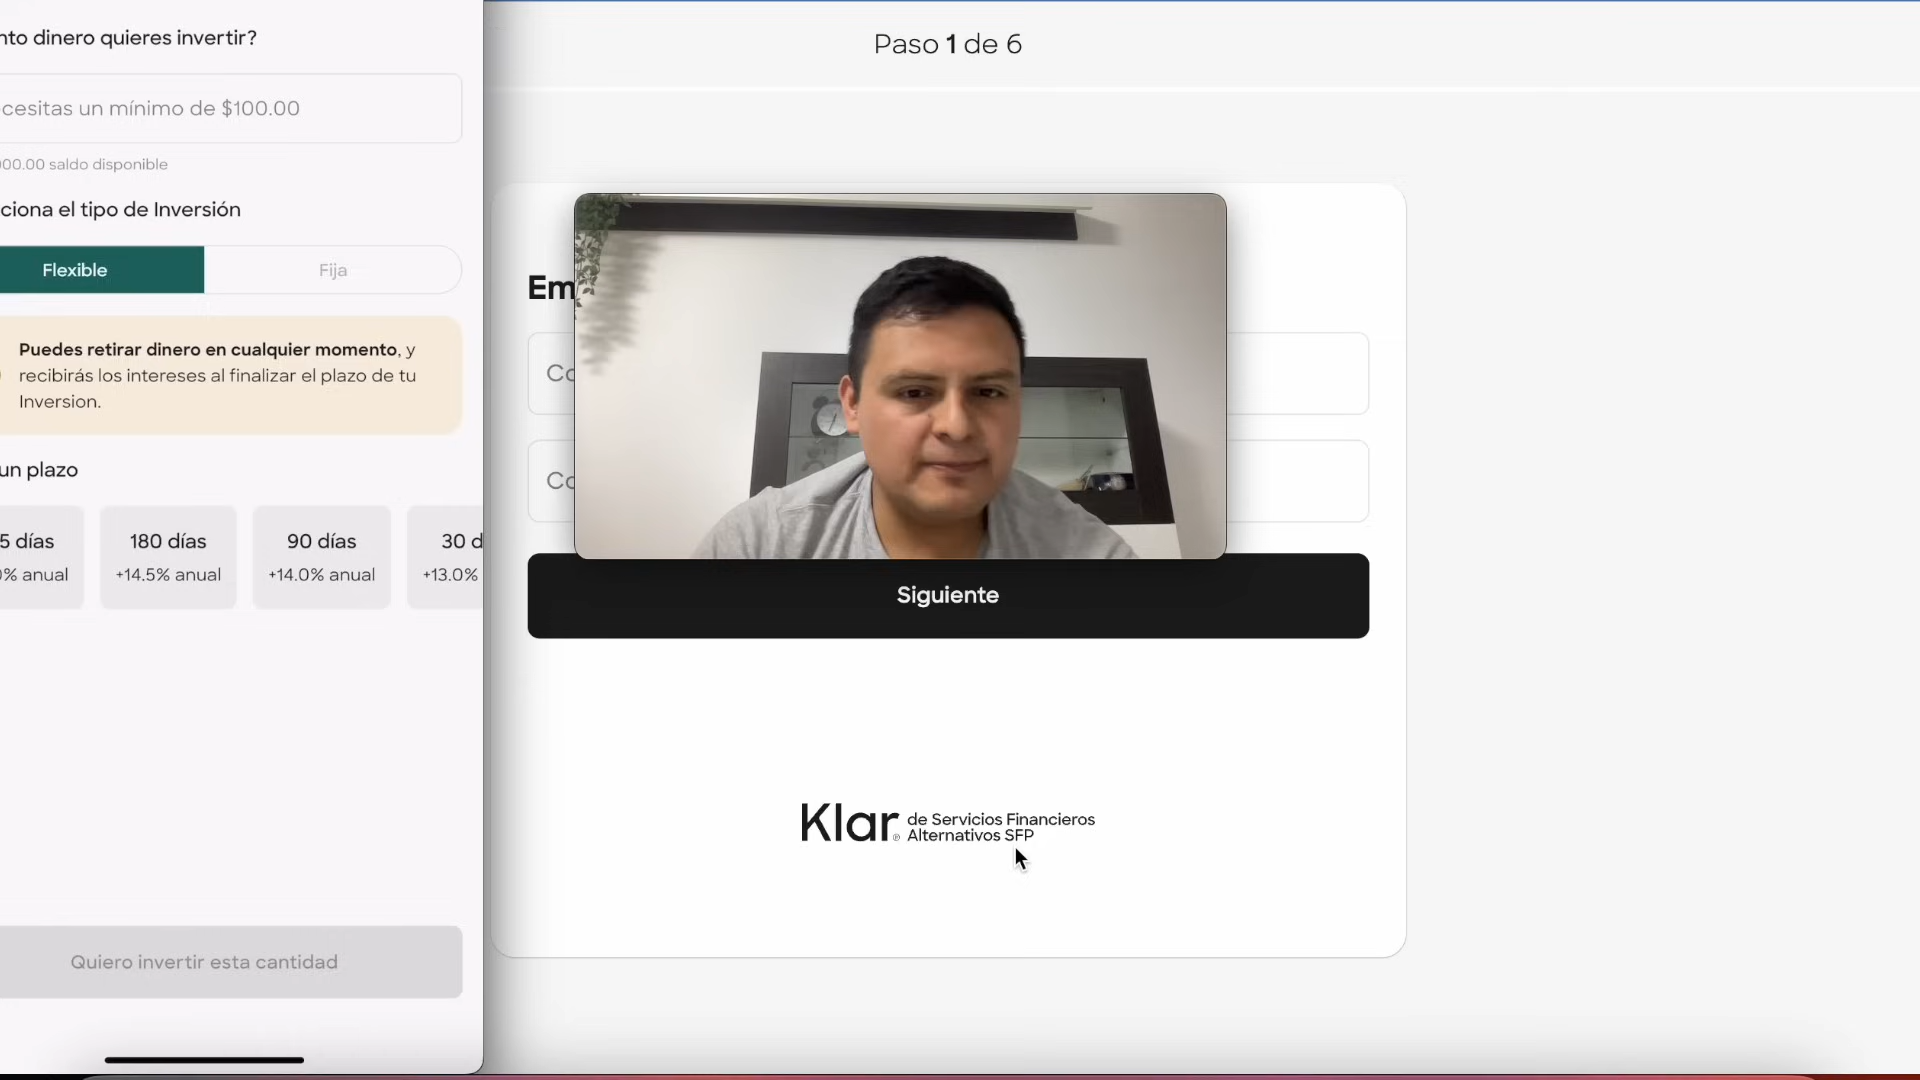 nto dinero quieres invertir?
cesitas un mínimo de $100.00
00.00 saldo disponible
ciona el tipo de Inversión
Flexible
Fija
Puedes retirar dinero en cualquier momento, y
recibirás los intereses al finalizar el plazo de tu
Inversion.
un plazo
5 días
180 días
90 días
30 d
% anual
+14.5% anual
+14.0% anual
+13.0%
Quiero invertir esta cantidad
Paso 1 de 6
Em
Co
Co
Siguiente
Klar® de Servicios Financieros
Alternativos SFP